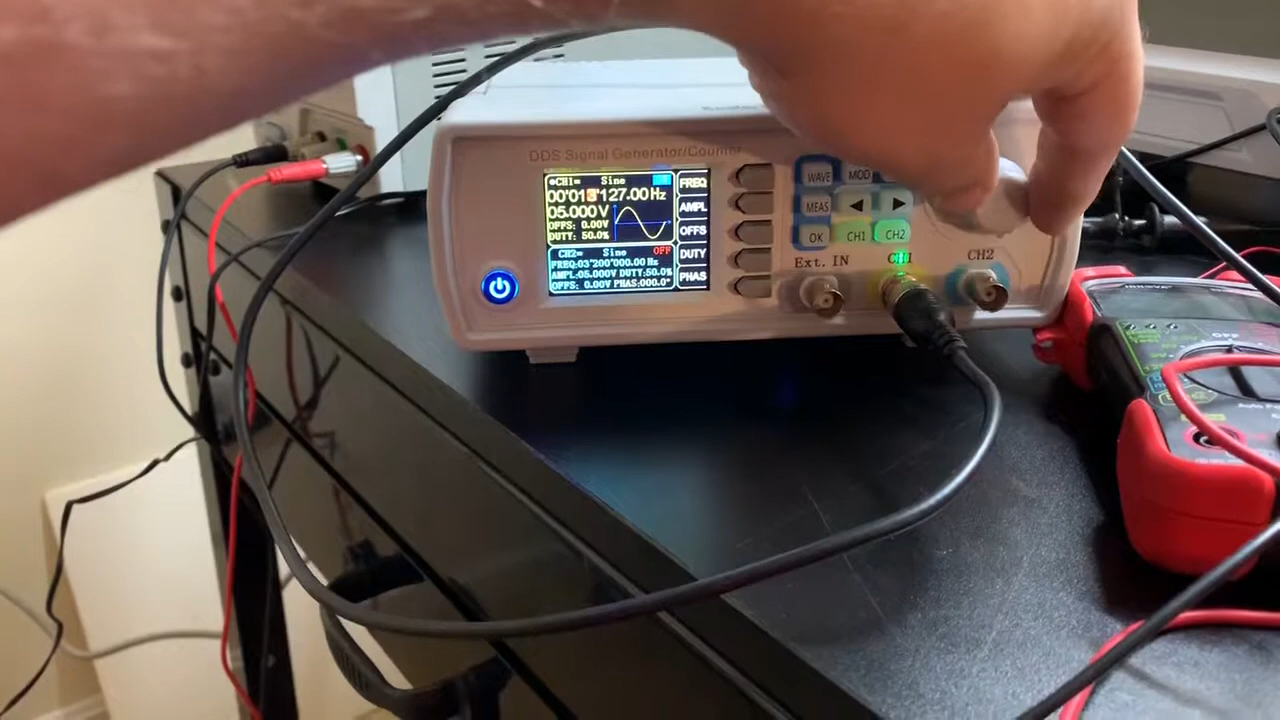 DDS Signal Generator/Counter
CH1= Sine
00'013'127.00Hz
05.000V
OFFS: 0.00V
DUTY: 50.0%
CH2= Sine OFF
FREQ:03'200'000.00 Hz
AMPL:05.000V DUTY:50.0%
OFFS: 0.00V PHAS:000.0°
FREQ
AMPL
OFFS
DUTY
PHAS
WAVE MOD
MEAS
OK CH1 CH2
Ext. IN CH1 CH2
OFF